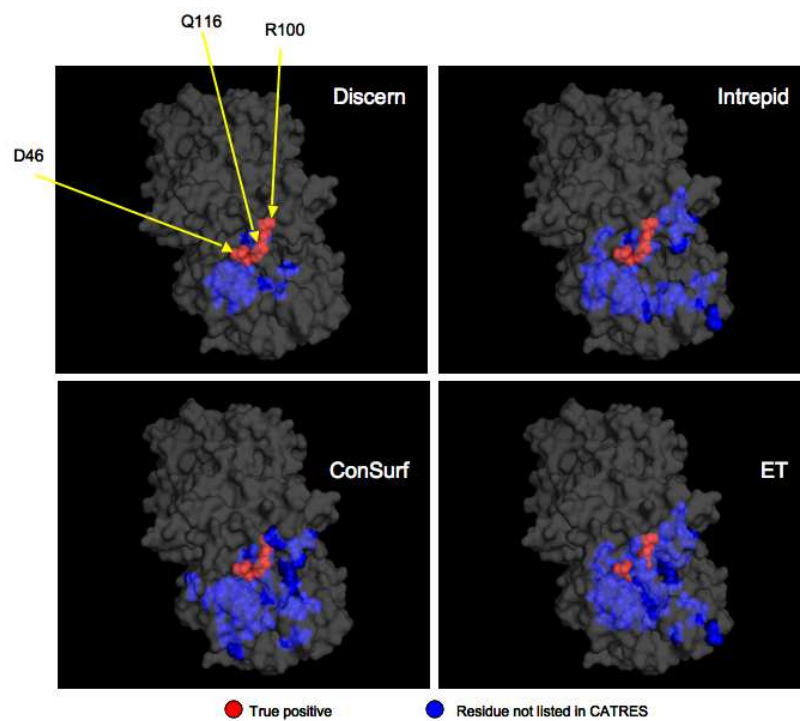 Q116
R100
D46
Discern
Intrepid
ConSurf
ET
True positive
Residue not listed in CATRES